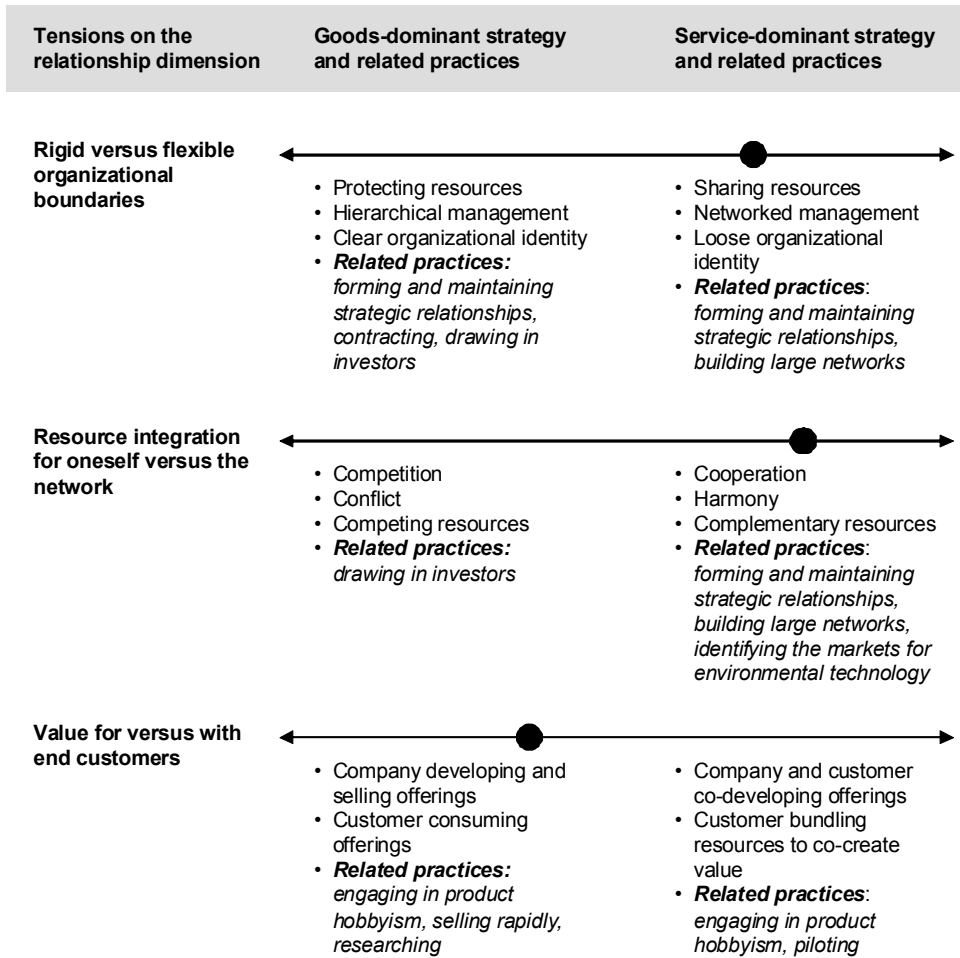 Tensions on the
relationship dimension
Goods-dominant strategy
and related practices
Service-dominant strategy
and related practices
Rigid versus flexible
organizational
boundaries
• Protecting resources
• Hierarchical management
• Clear organizational identity
• Related practices:
forming and maintaining
strategic relationships,
contracting, drawing in
investors
• Sharing resources
• Networked management
• Loose organizational
identity
• Related practices:
forming and maintaining
strategic relationships,
building large networks
Resource integration
for oneself versus the
network
• Competition
• Conflict
• Competing resources
• Related practices:
drawing in investors
• Cooperation
• Harmony
• Complementary resources
• Related practices:
forming and maintaining
strategic relationships,
building large networks,
identifying the markets for
environmental technology
Value for versus with
end customers
• Company developing and
selling offerings
• Customer consuming
offerings
• Related practices:
engaging in product
hobbyism, selling rapidly,
researching
• Company and customer
co-developing offerings
• Customer bundling
resources to co-create
value
• Related practices:
engaging in product
hobbyism, piloting